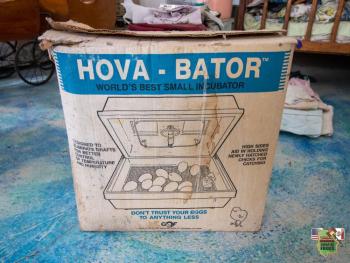 HOVA - BATOR™
WORLD'S BEST SMALL INCUBATOR
DESIGNED TO
ELIMINATE DRAFTS
FOR BETTER
CONTROL
OF TEMPERATURE
AND HUMIDITY
HIGH SIDES
AID IN HOLDING
NEWLY HATCHED
CHICKS FOR
CATCHING
DON'T TRUST YOUR EGGS
TO ANYTHING LESS